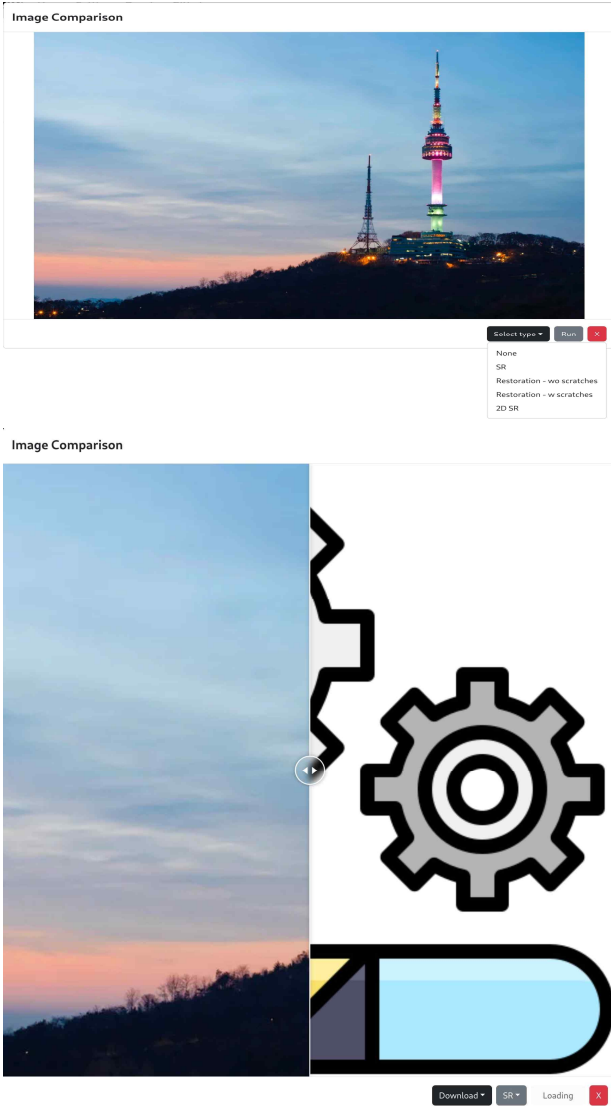 Image Comparison
Select type
Run
×
None
SR
Restoration - wo scratches
Restoration - w scratches
2D SR
Image Comparison
Download
SR
Loading
X